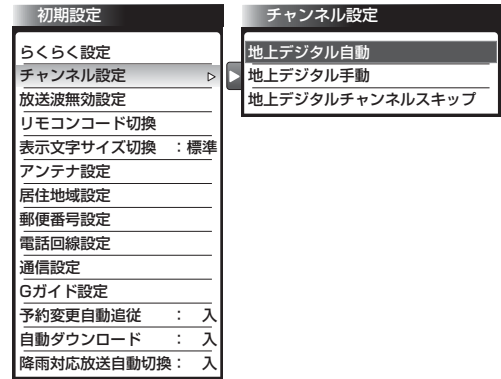 初期設定
らくらく設定
チャンネル設定 ▷
放送波無効設定
リモコンコード切換
表示文字サイズ切換 ：標準
アンテナ設定
居住地域設定
郵便番号設定
電話回線設定
通信設定
Gガイド設定
予約変更自動追従 ： 入
自動ダウンロード ： 入
降雨対応放送自動切換： 入
チャンネル設定
地上デジタル自動
地上デジタル手動
地上デジタルチャンネルスキップ